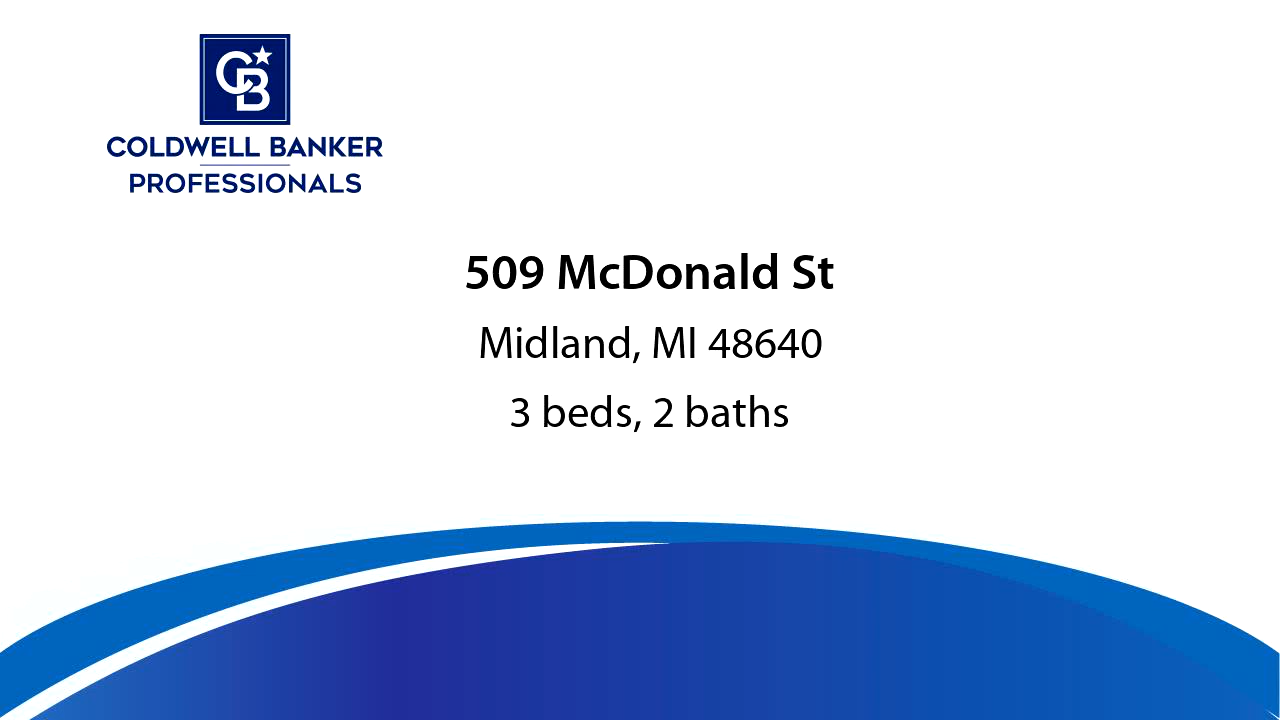 CB
COLDWELL BANKER
PROFESSIONALS
509 McDonald St
Midland, MI 48640
3 beds, 2 baths